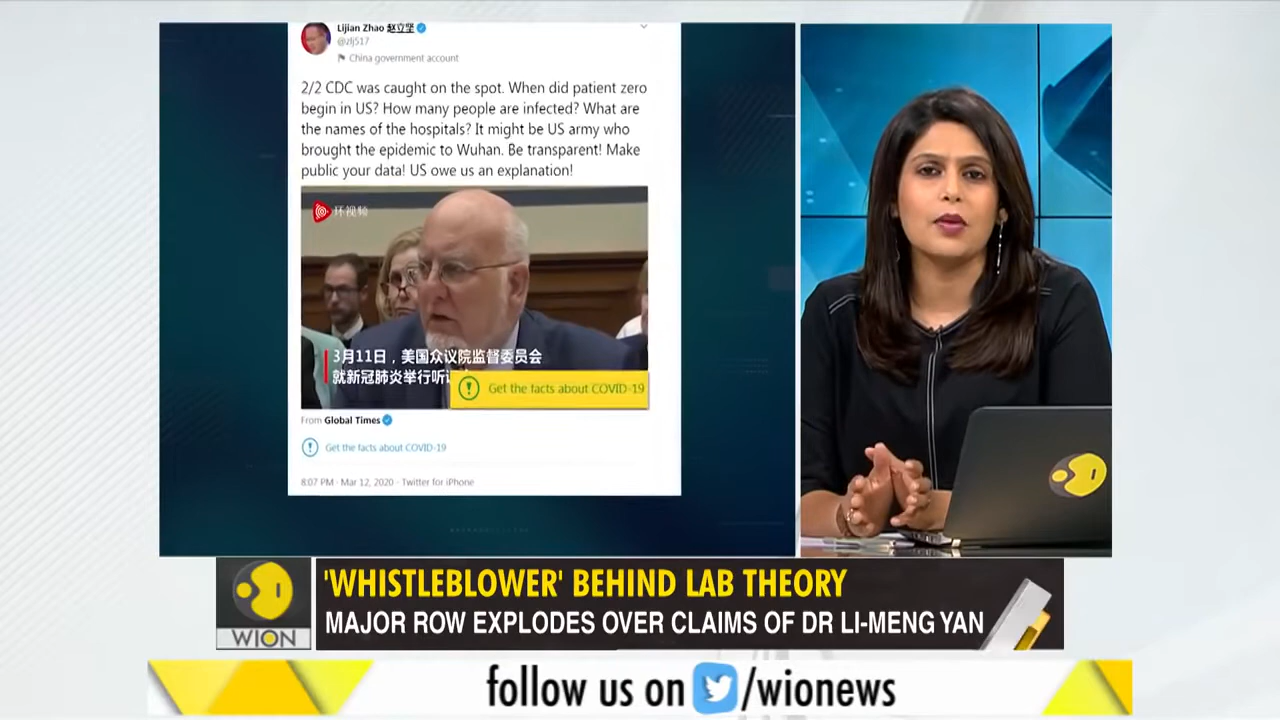 Lijian Zhao 赵立坚
@zlj517
China government account
2/2 CDC was caught on the spot. When did patient zero
begin in US? How many people are infected? What are
the names of the hospitals? It might be US army who
brought the epidemic to Wuhan. Be transparent! Make
public your data! US owe us an explanation!
环视频
3月11日，美国众议院监督委员会
就新冠肺炎举行听
Get the facts about COVID-19
From Global Times
Get the facts about COVID-19
8:07 PM · Mar 12, 2020 · Twitter for iPhone
'WHISTLEBLOWER' BEHIND LAB THEORY
MAJOR ROW EXPLODES OVER CLAIMS OF DR LI-MENG YAN
WION
follow us on /wionews